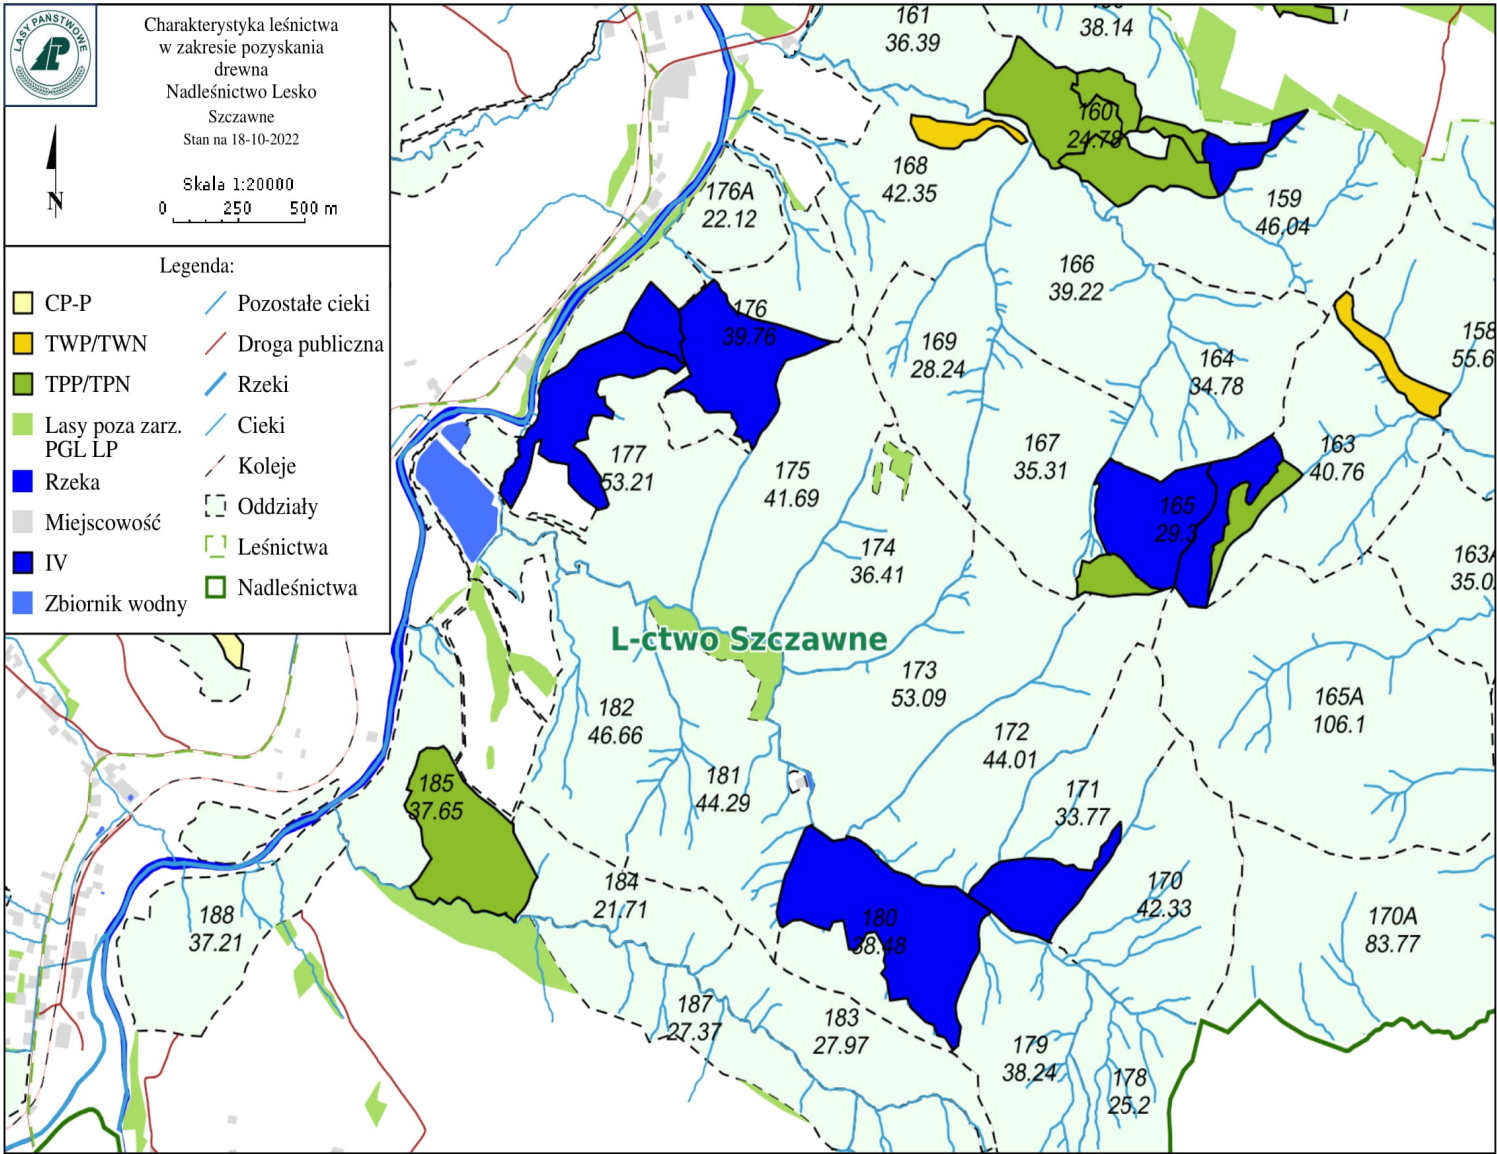 LASY PAŃSTWOWE
Charakterystyka leśnictwa
w zakresie pozyskania
drewna
Nadleśnictwo Lesko
Szczawne
Stan na 18-10-2022
Skala 1:20000
0 250 500 m
N
Legenda:
CP-P
TWP/TWN
TPP/TPN
Lasy poza zarz.
PGL LP
Rzeka
Miejscowość
IV
Zbiornik wodny
Pozostałe cieki
Droga publiczna
Rzeki
Cieki
Koleje
Oddziały
Leśnictwa
Nadleśnictwa
161
36.39
38.14
160
24.78
168
42.35
176A
22.12
159
46.04
166
39.22
176
39.76
169
28.24
164
34.78
158
55.6
177
53.21
175
41.69
167
35.31
163
40.76
165
29.3
174
36.41
163A
35.0
L-ctwo Szczawne
173
53.09
182
46.66
165A
106.1
172
44.01
181
44.29
171
33.77
185
37.65
184
21.71
170
42.33
188
37.21
180
38.48
170A
83.77
187
27.37
183
27.97
179
38.24
178
25.2